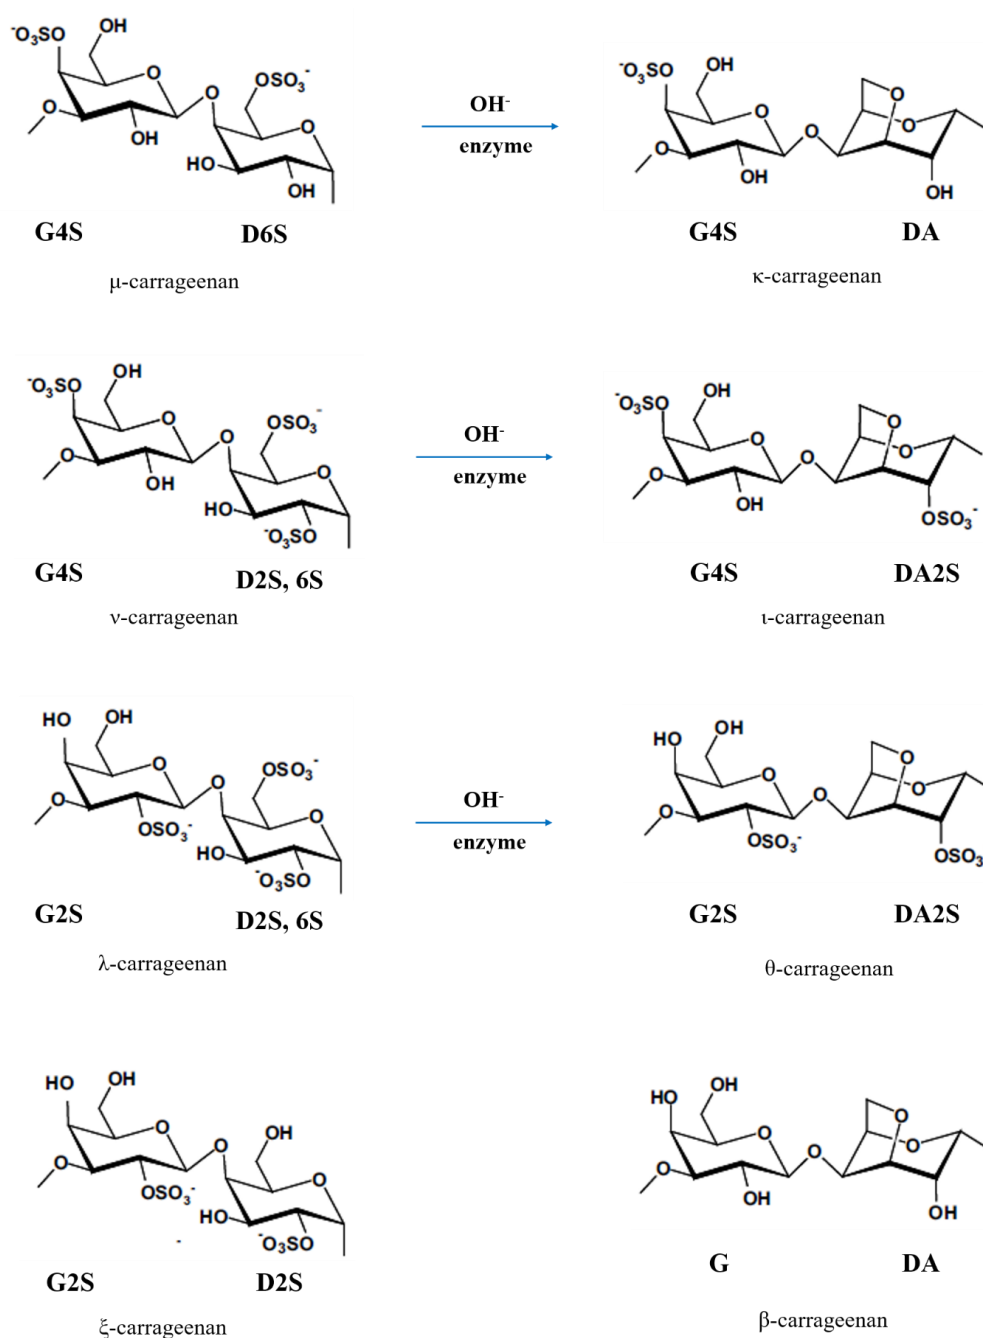 ⁻O₃SO OH
OSO₃⁻
O O O
O
OH HO OH
G4S D6S
μ-carrageenan
OH⁻
enzyme
⁻O₃SO OH
O O O O
O
OH OH
G4S DA
κ-carrageenan
⁻O₃SO OH
OSO₃⁻
O O O
O
OH HO
⁻O₃SO
G4S D2S, 6S
ν-carrageenan
OH⁻
enzyme
⁻O₃SO OH
O O O O
O
OH OSO₃⁻
G4S DA2S
ι-carrageenan
HO OH
OSO₃⁻
O O O
O
OSO₃⁻ HO
⁻O₃SO
G2S D2S, 6S
λ-carrageenan
OH⁻
enzyme
HO OH
O O O O
O
OSO₃⁻ OSO₃⁻
G2S DA2S
θ-carrageenan
HO OH
OH
O O O
O
OSO₃⁻ HO
- ⁻O₃SO
G2S D2S
ξ-carrageenan
HO OH
O O O O
O
OH OH
G DA
β-carrageenan